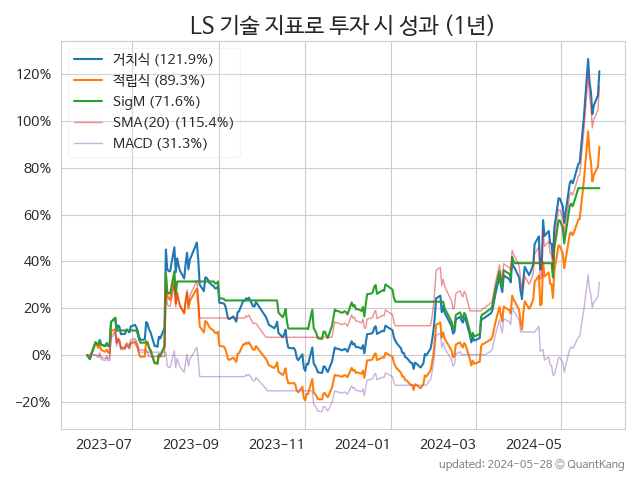 LS 기술 지표로 투자 시 성과 (1년)
거치식 (121.9%)
적립식 (89.3%)
SigM (71.6%)
SMA(20) (115.4%)
MACD (31.3%)
120%
100%
80%
60%
40%
20%
0%
−20%
2023−07
2023−09
2023−11
2024−01
2024−03
2024−05
updated: 2024−05−28 © QuantKang